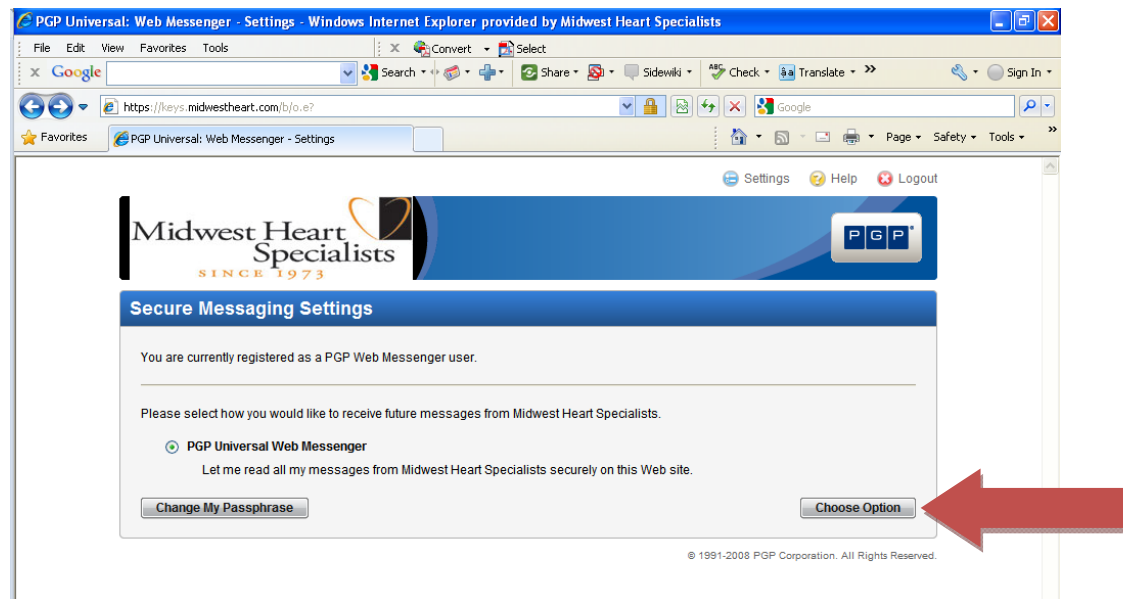 PGP Universal: Web Messenger - Settings - Windows Internet Explorer provided by Midwest Heart Specialists
File Edit View Favorites Tools x Convert Select
x Google Search Share Sidewiki ABC Check âa Translate >> Sign In
https://keys.midwestheart.com/b/o.e? Google
Favorites PGP Universal: Web Messenger - Settings Page Safety Tools >>
Settings ? Help Logout
Midwest Heart
Specialists
SINCE 1973
PGP
Secure Messaging Settings
You are currently registered as a PGP Web Messenger user.
Please select how you would like to receive future messages from Midwest Heart Specialists.
PGP Universal Web Messenger
Let me read all my messages from Midwest Heart Specialists securely on this Web site.
Change My Passphrase Choose Option
© 1991-2008 PGP Corporation. All Rights Reserved.